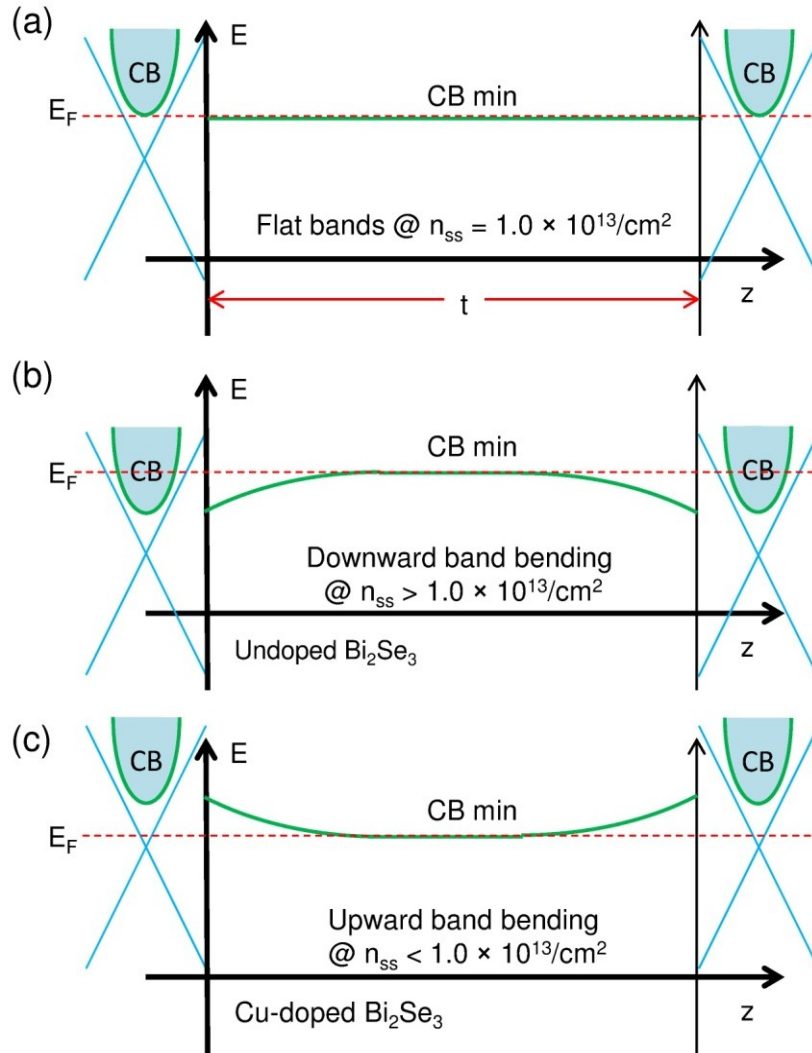 (a)
E
CB
CB min
CB
E_F
Flat bands @ n_ss = 1.0 × 10^13/cm^2
t
z
(b)
E
CB min
E_F
CB
CB
Downward band bending
@ n_ss > 1.0 × 10^13/cm^2
Undoped Bi_2Se_3
z
(c)
E
CB
CB
CB min
E_F
Upward band bending
@ n_ss < 1.0 × 10^13/cm^2
Cu-doped Bi_2Se_3
z